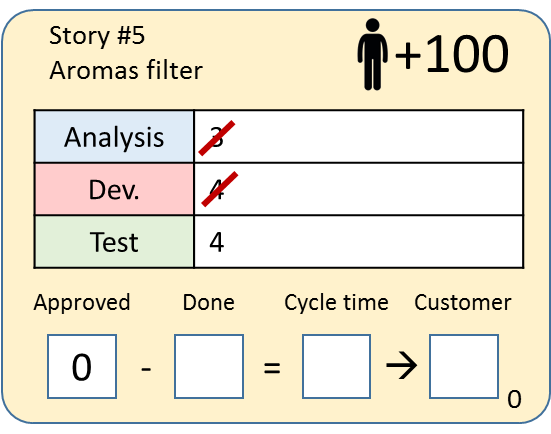 Story #5
Aromas filter
+100
Analysis 3
Dev. 4
Test 4
Approved Done Cycle time Customer
0 - = →
0